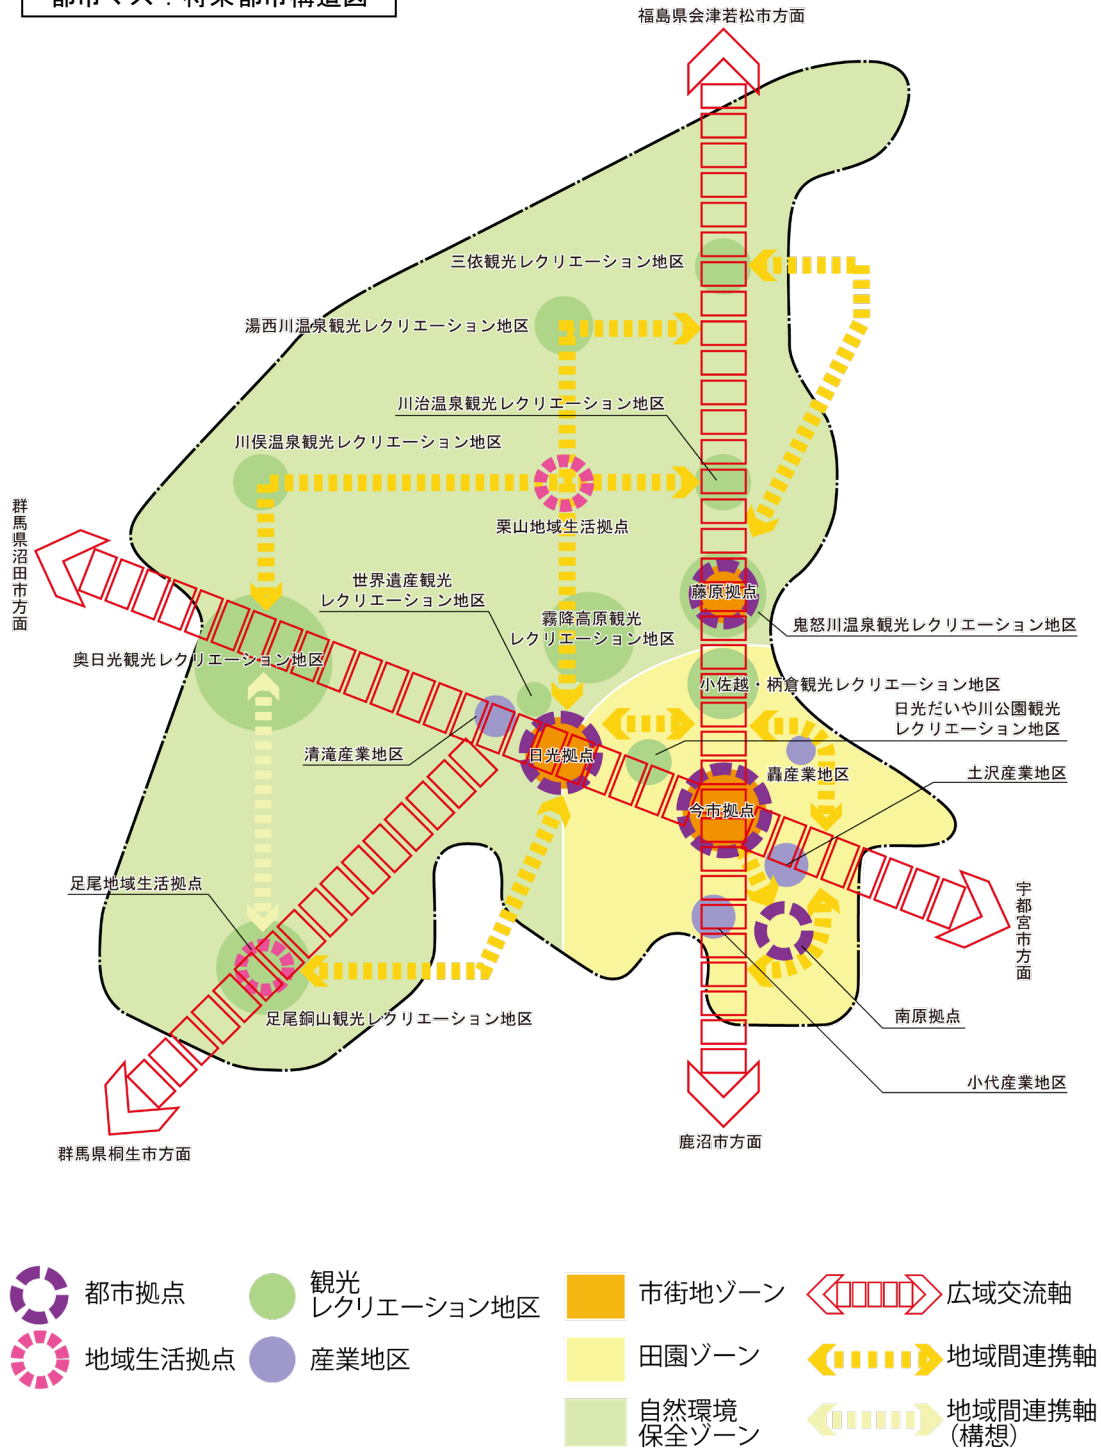 福島県会津若松市方面
三依観光レクリエーション地区
湯西川温泉観光レクリエーション地区
川治温泉観光レクリエーション地区
川俣温泉観光レクリエーション地区
群馬県沼田市方面
栗山地域生活拠点
世界遺産観光
レクリエーション地区
霧降高原観光
レクリエーション地区
藤原拠点
鬼怒川温泉観光レクリエーション地区
奥日光観光レクリエーション地区
小佐越・柄倉観光レクリエーション地区
日光だいや川公園観光
レクリエーション地区
清滝産業地区
日光拠点
轟産業地区
土沢産業地区
今市拠点
足尾地域生活拠点
宇都宮市方面
足尾銅山観光レクリエーション地区
南原拠点
小代産業地区
鹿沼市方面
群馬県桐生市方面
都市拠点
観光
レクリエーション地区
市街地ゾーン
広域交流軸
地域生活拠点
産業地区
田園ゾーン
地域間連携軸
自然環境
保全ゾーン
地域間連携軸
(構想)